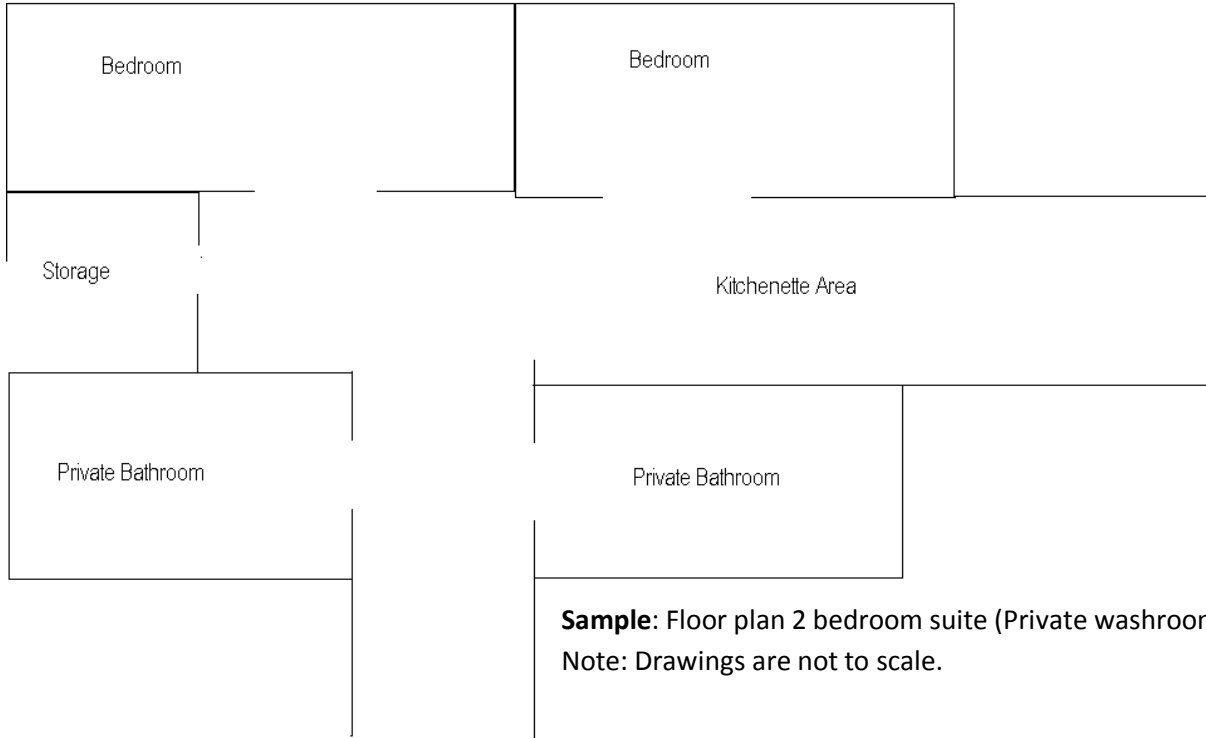 Bedroom
Bedroom
Storage
Kitchenette Area
Private Bathroom
Private Bathroom
Sample: Floor plan 2 bedroom suite (Private
Note: Drawings are not to scale.